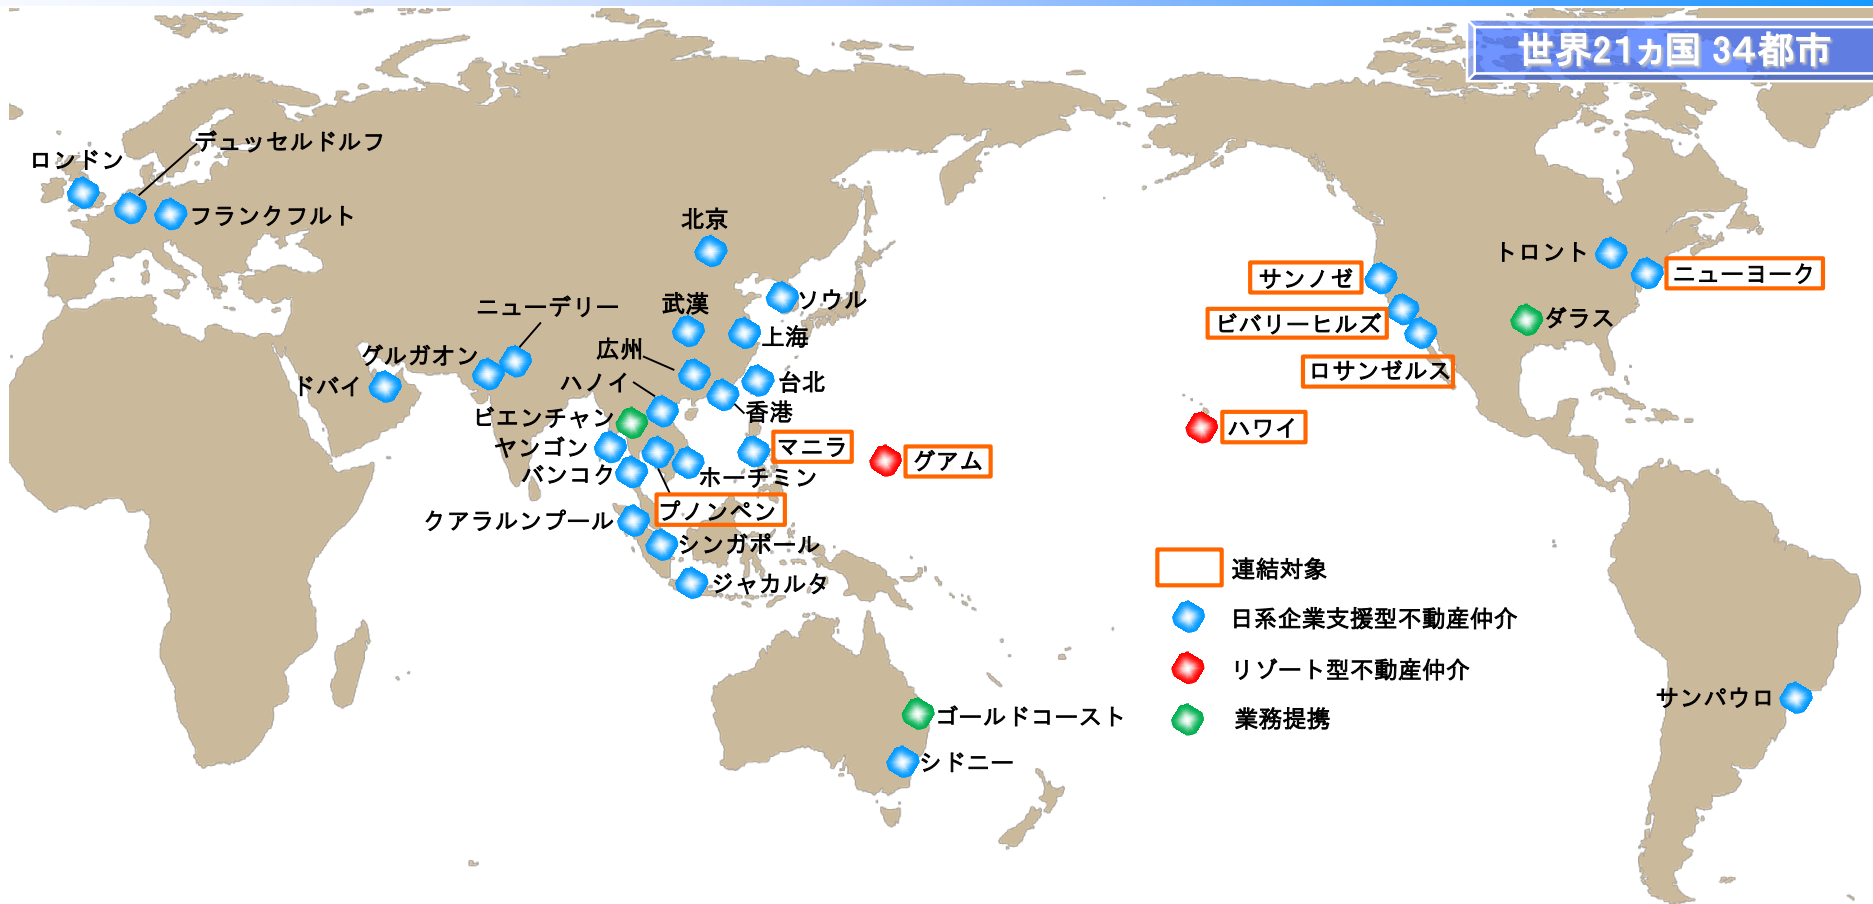 世界21ヵ国 34都市
デュッセルドルフ
ロンドン
フランクフルト
北京
トロント
ニューヨーク
サンノゼ
ソウル
武漢
ニューデリー
ビバリーヒルズ
ダラス
上海
広州
グルガオン
ロサンゼルス
ハノイ
台北
ドバイ
香港
ビエンチャン
ハワイ
ヤンゴン
マニラ
グアム
バンコク
ホーチミン
プノンペン
クアラルンプール
シンガポール
ジャカルタ
連結対象
日系企業支援型不動産仲介
リゾート型不動産仲介
業務提携
サンパウロ
ゴールドコースト
シドニー